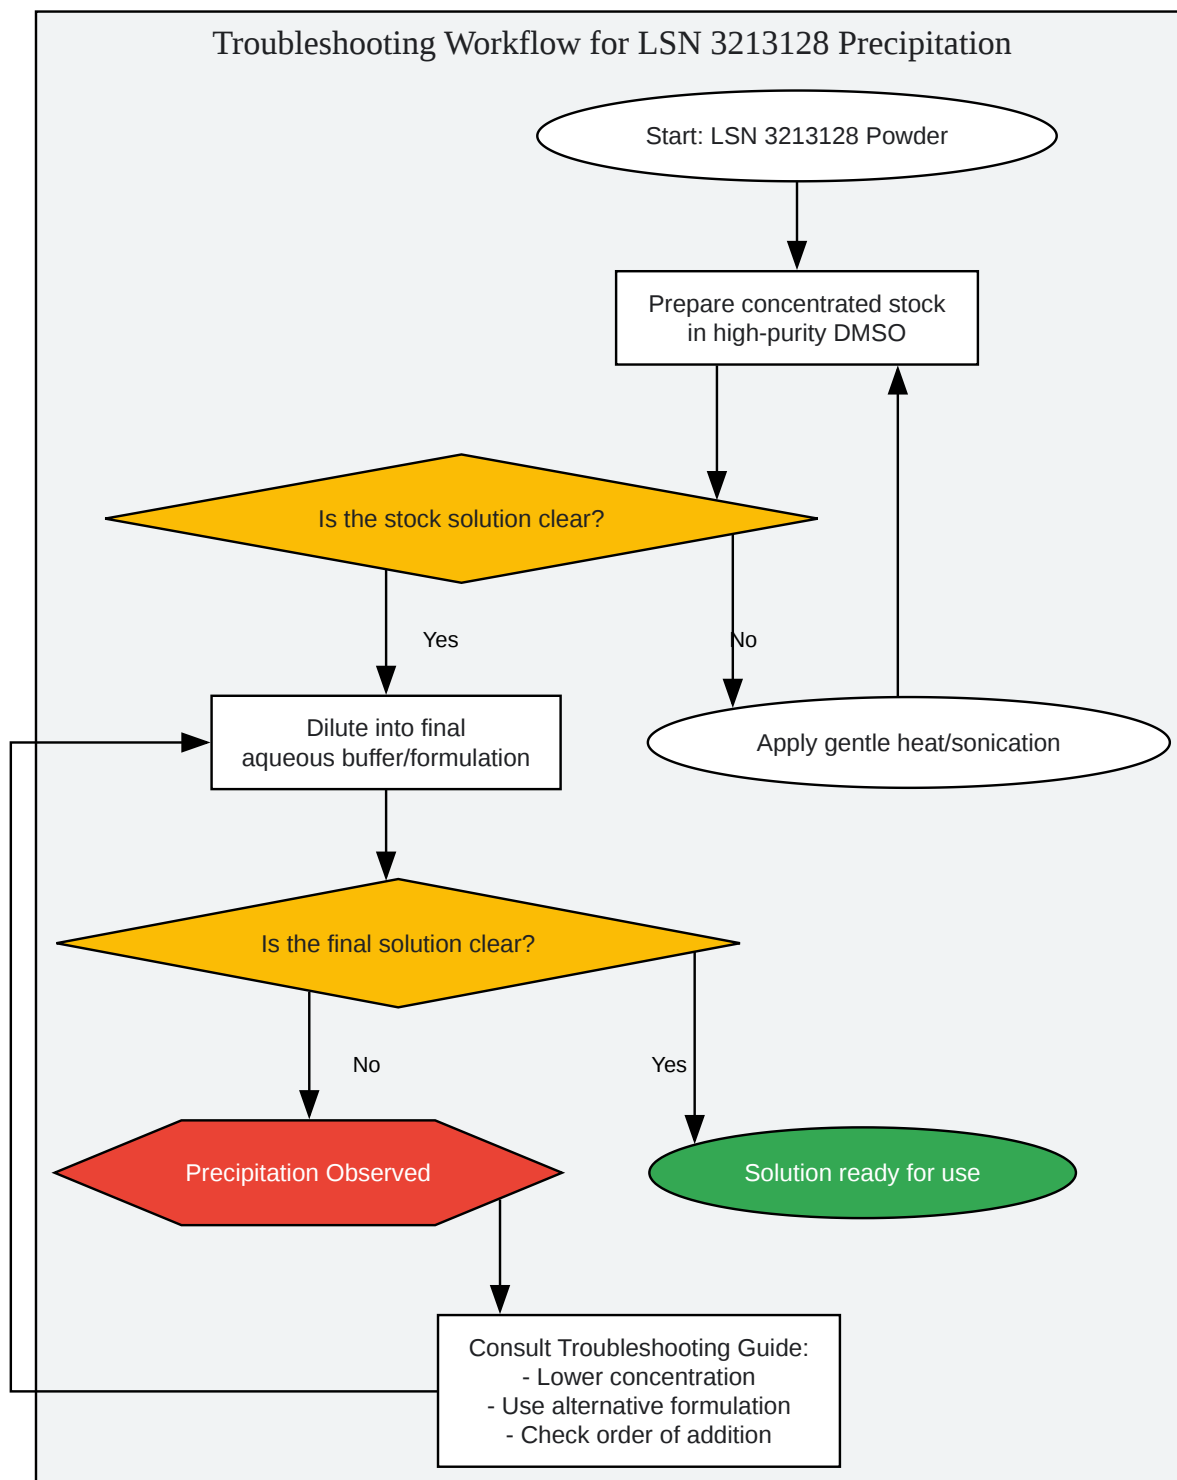 Troubleshooting Workflow for LSN 3213128 Precipitation
Start: LSN 3213128 Powder
Prepare concentrated stock
in high-purity DMSO
Is the stock solution clear?
Yes
No
Dilute into final
aqueous buffer/formulation
Apply gentle heat/sonication
Is the final solution clear?
No
Yes
Precipitation Observed
Solution ready for use
Consult Troubleshooting Guide:
- Lower concentration
- Use alternative formulation
- Check order of addition